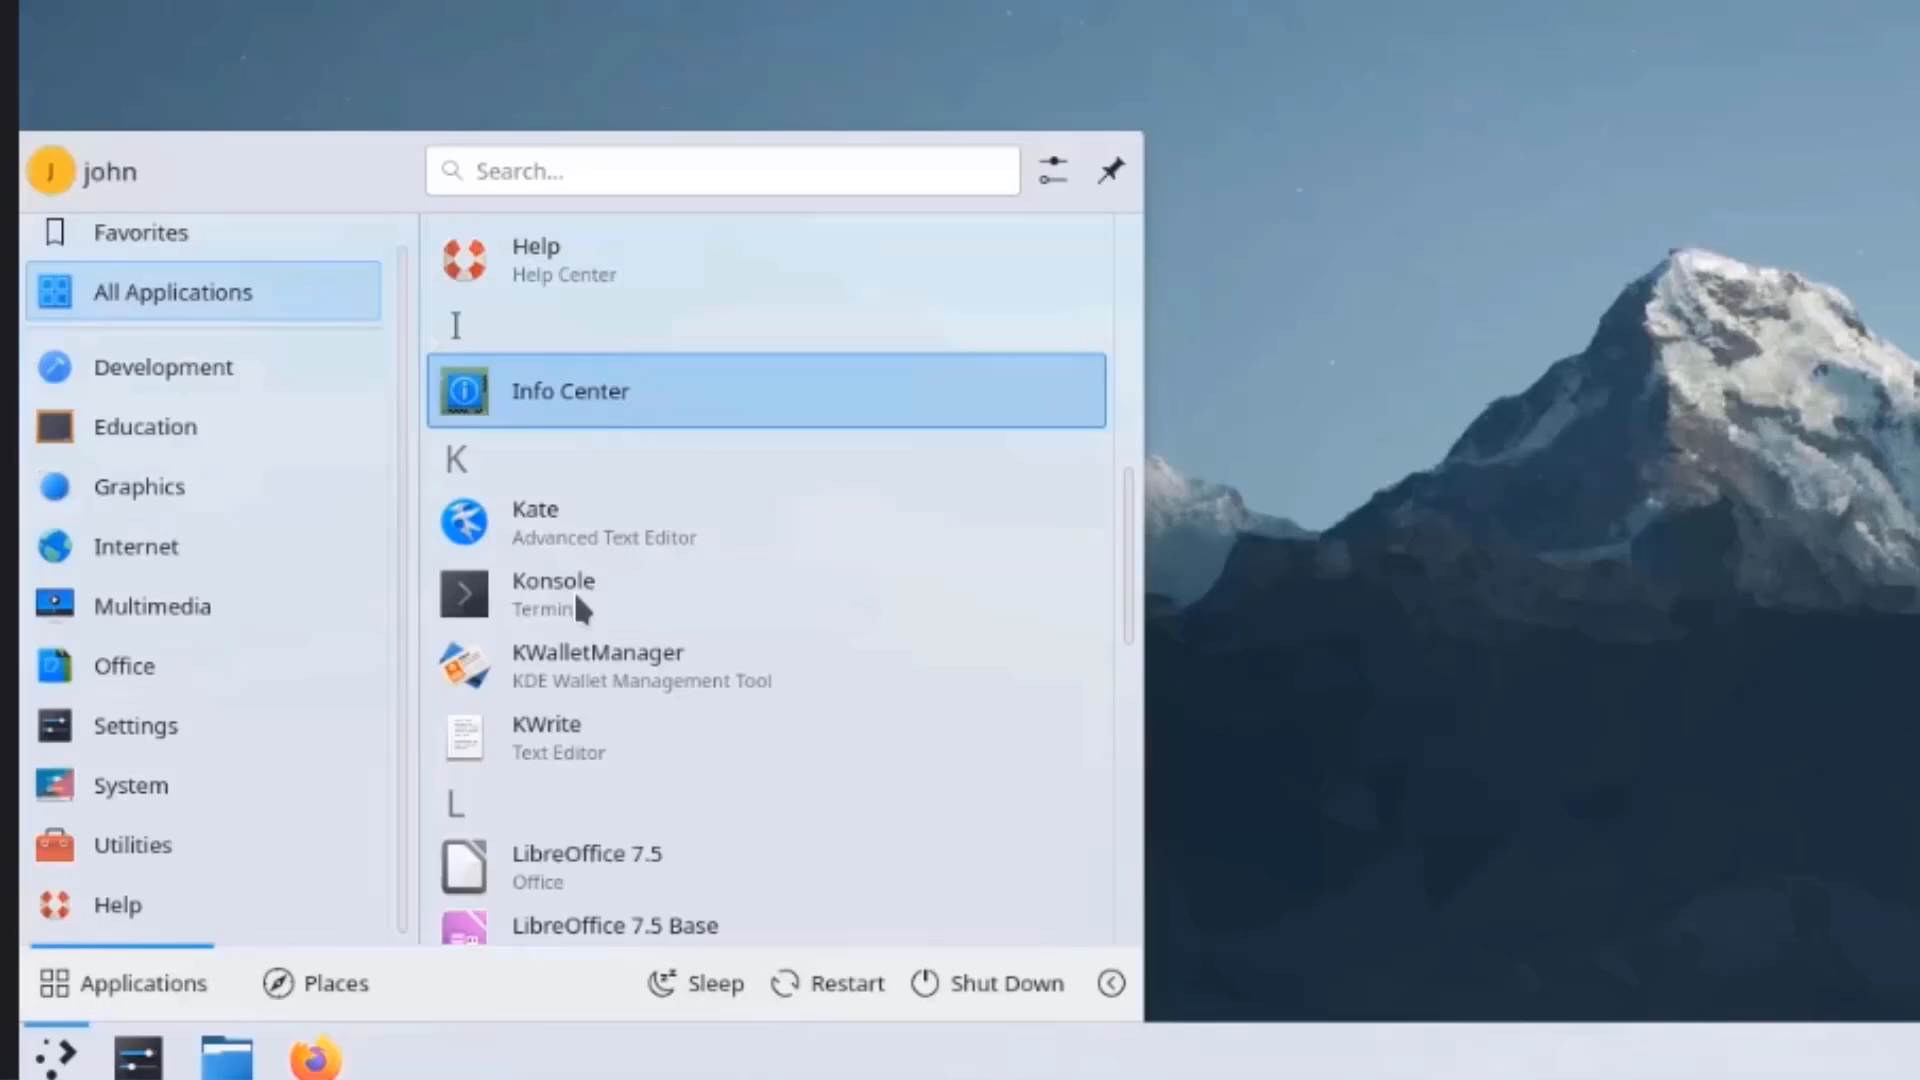 J
john
Search...
Favorites
All Applications
Development
Education
Graphics
Internet
Multimedia
Office
Settings
System
Utilities
Help
Help
Help Center
I
Info Center
K
Kate
Advanced Text Editor
Konsole
Termin
KWalletManager
KDE Wallet Management Tool
KWrite
Text Editor
L
LibreOffice 7.5
Office
LibreOffice 7.5 Base
Applications
Places
Sleep
Restart
Shut Down